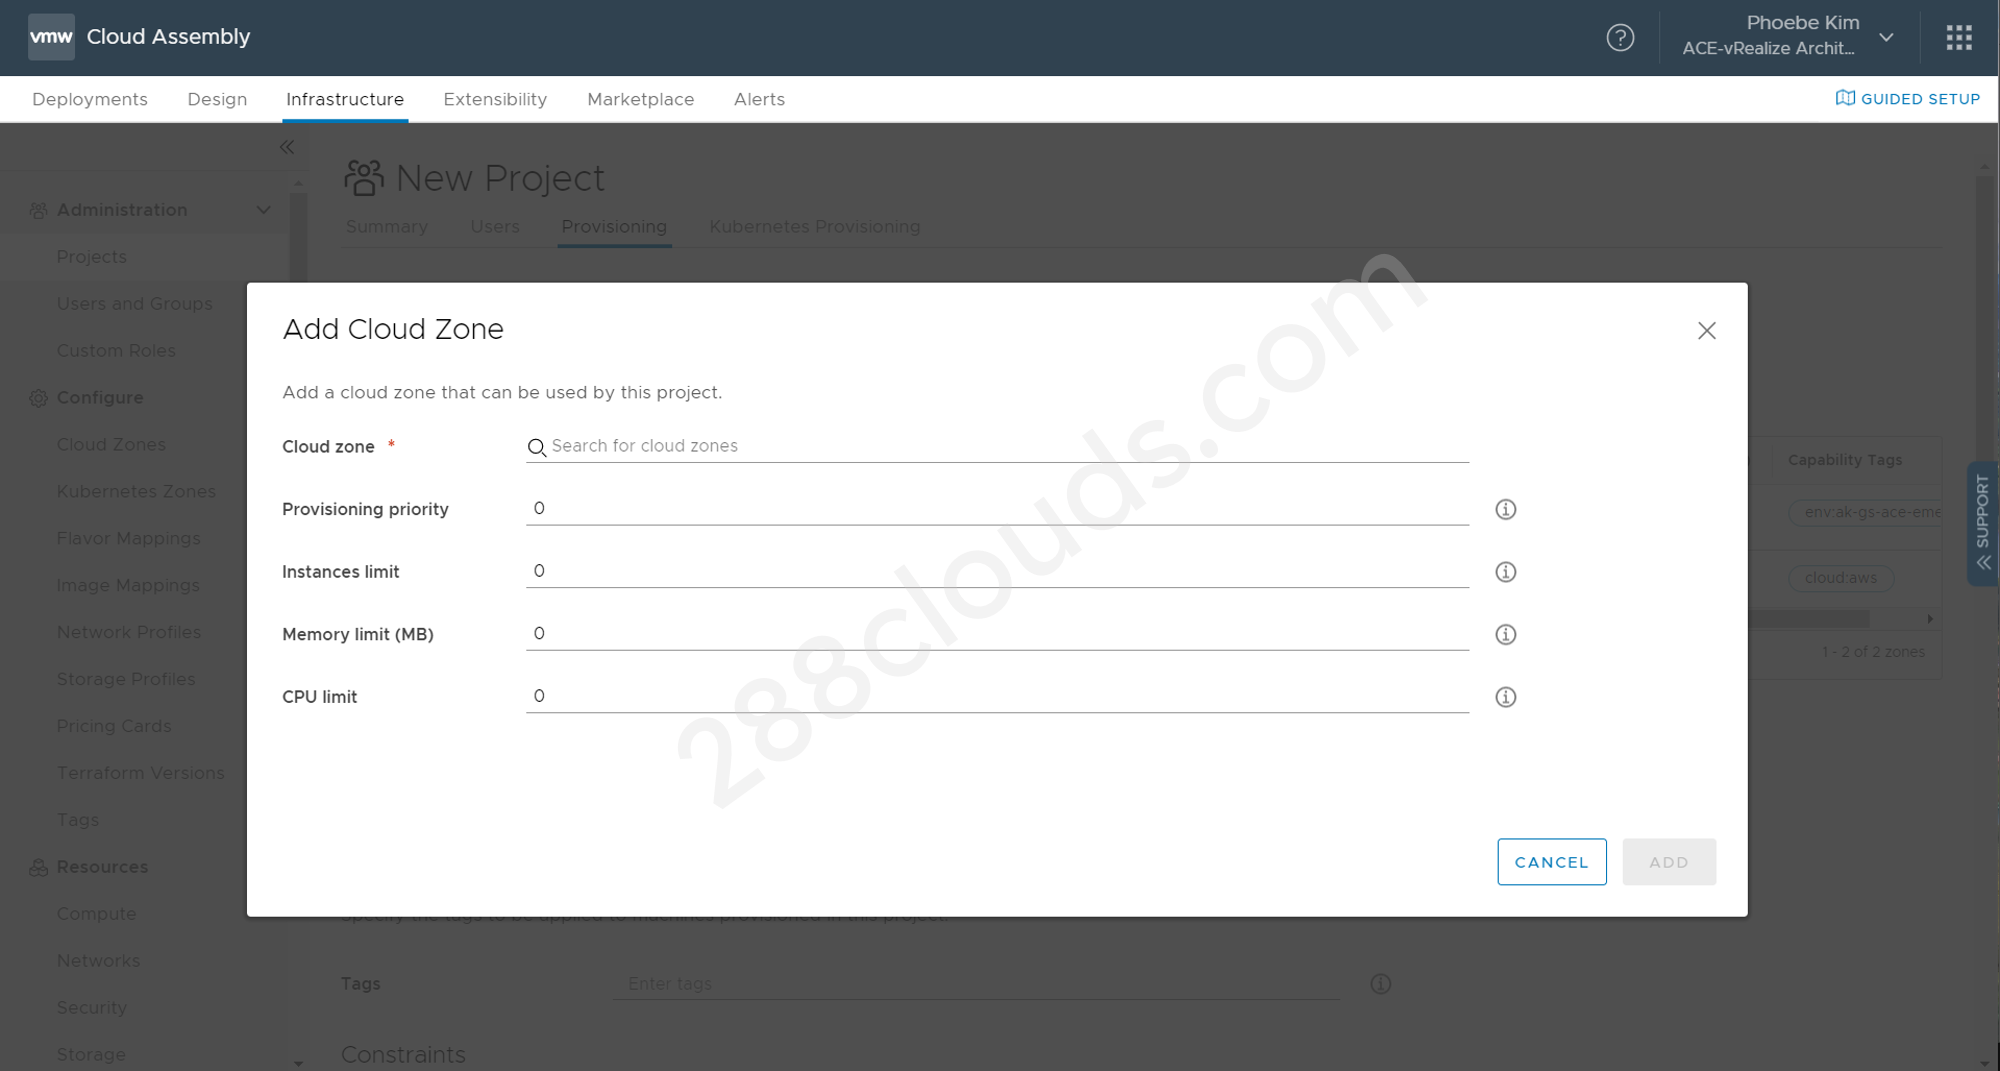 vmw Cloud Assembly
Phoebe Kim
ACE-vRealize Archit...
Deployments Design Infrastructure Extensibility Marketplace Alerts
GUIDED SETUP
New Project
Summary Users Provisioning Kubernetes Provisioning
Administration
Projects
Users and Groups
Custom Roles
Configure
Cloud Zones
Kubernetes Zones
Flavor Mappings
Image Mappings
Network Profiles
Storage Profiles
Pricing Cards
Terraform Versions
Tags
Resources
Compute
Networks
Security
Storage
Add Cloud Zone
Add a cloud zone that can be used by this project.
Cloud zone * Search for cloud zones
Provisioning priority 0
Instances limit 0
Memory limit (MB) 0
CPU limit 0
CANCEL ADD
Capability Tags
env:ak-gs-ace-eme
cloud:aws
1 - 2 of 2 zones
SUPPORT
Specify the tags to be applied to machines provisioned in this project.
Tags Enter tags
Constraints
288clouds.com